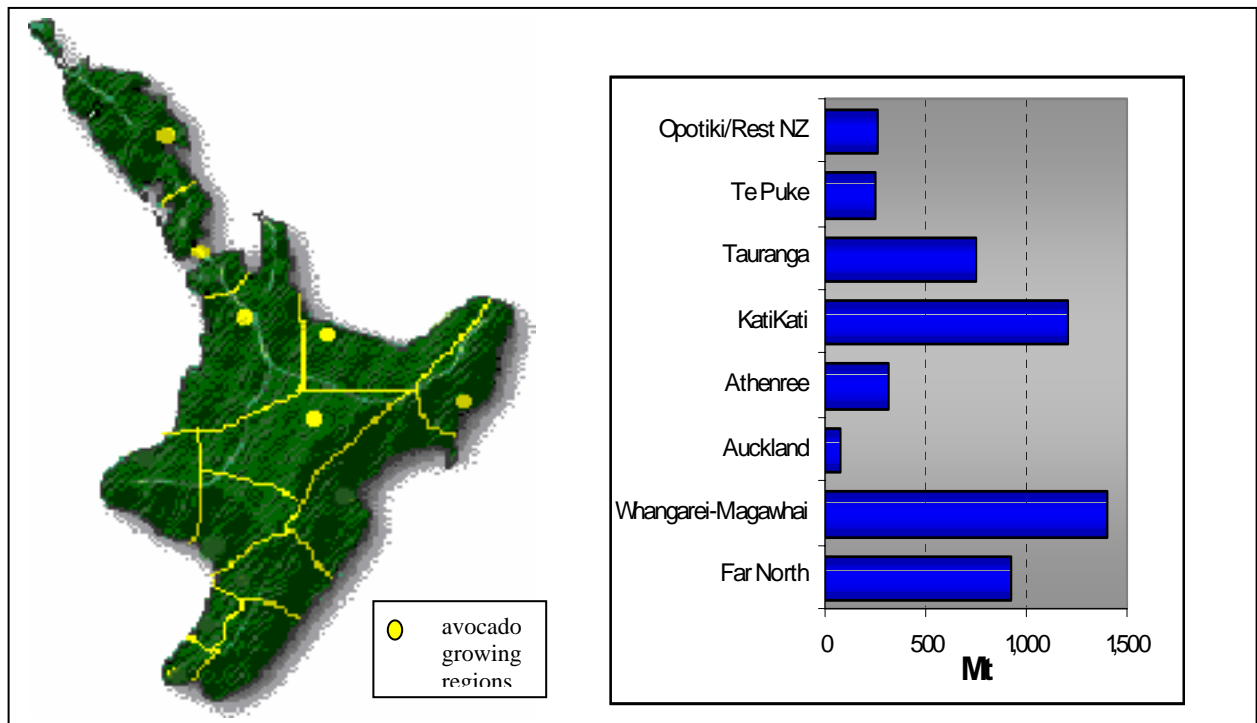 avocado
growing
regions
Opotiki/Rest NZ
Te Puke
Tauranga
KatiKati
Athenree
Auckland
Whangarei-Magawhai
Far North
0 500 1,000 1,500
Mt